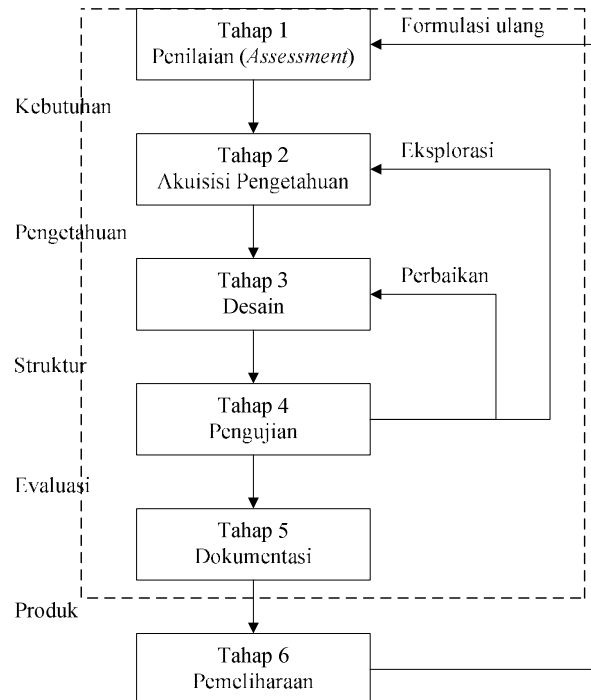 Tahap 1
Penilaian (Assessment)
Formulasi ulang
Kebutuhan
Tahap 2
Akuisisi Pengetahuan
Eksplorasi
Pengetahuan
Tahap 3
Desain
Perbaikan
Struktur
Tahap 4
Pengujian
Evaluasi
Tahap 5
Dokumentasi
Produk
Tahap 6
Pemeliharaan